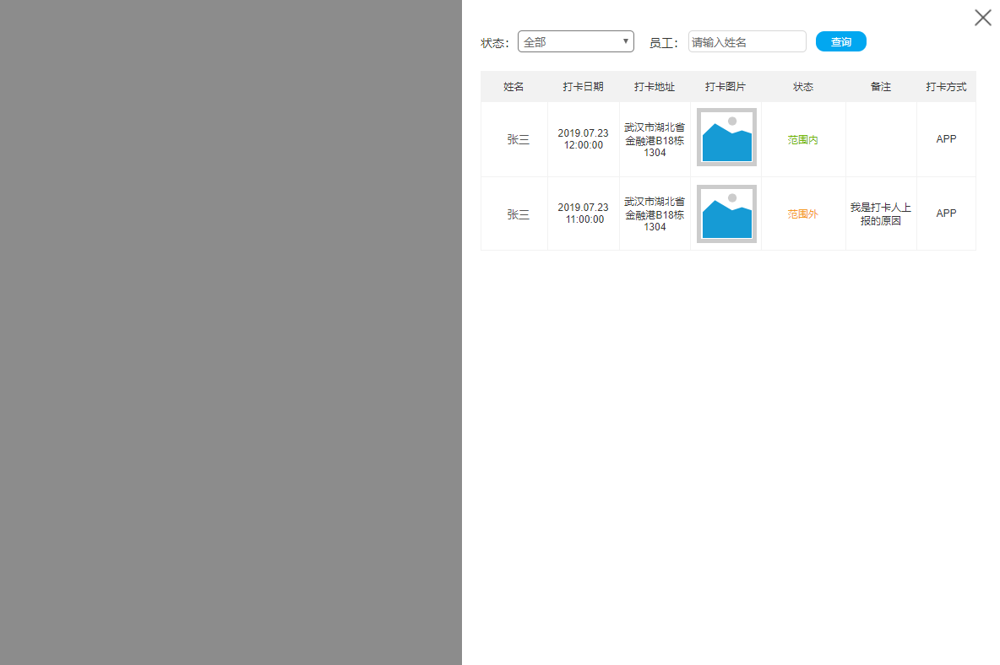 状态： 全部 员工： 请输入姓名 查询
姓名 打卡日期 打卡地址 打卡图片 状态 备注 打卡方式
张三 2019.07.23 12:00:00 武汉市湖北省金融港B18栋1304 范围内 APP
张三 2019.07.23 11:00:00 武汉市湖北省金融港B18栋1304 范围外 我是打卡人上报的原因 APP